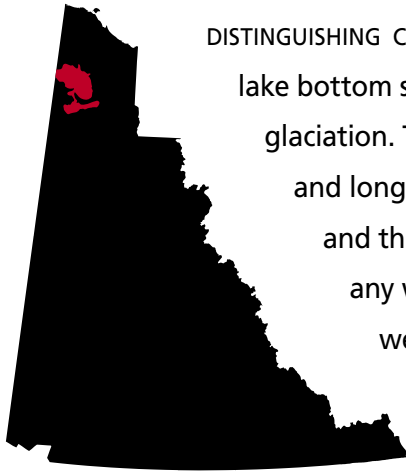 DISTINGUISHING C
lake bottom s
glaciation. T
and long
and th
any v
we